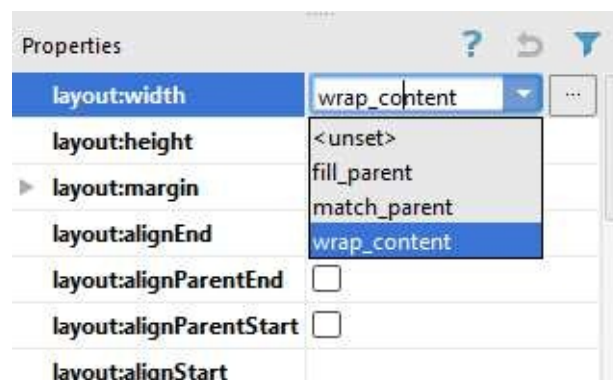 Properties ?
layout:width wrap_content ...
layout:height <unset>
fill_parent
layout:margin
match_parent
layout:alignEnd wrap_content
layout:alignParentEnd
layout:alignParentStart
layout:alignStart